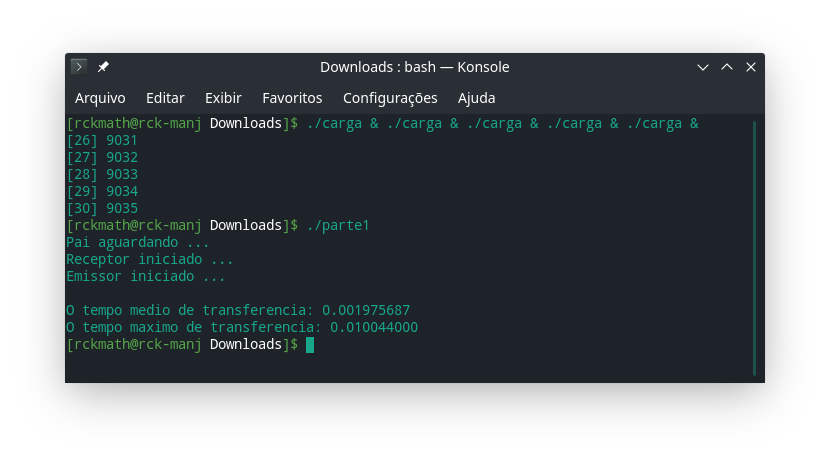 Downloads : bash — Konsole
Arquivo Editar Exibir Favoritos Configurações Ajuda
[rckmath@rck-manj Downloads]$ ./carga & ./carga & ./carga & ./carga & ./carga &
[26] 9031
[27] 9032
[28] 9033
[29] 9034
[30] 9035
[rckmath@rck-manj Downloads]$ ./parte1
Pai aguardando ...
Receptor iniciado ...
Emissor iniciado ...
O tempo medio de transferencia: 0.001975687
O tempo maximo de transferencia: 0.010044000
[rckmath@rck-manj Downloads]$